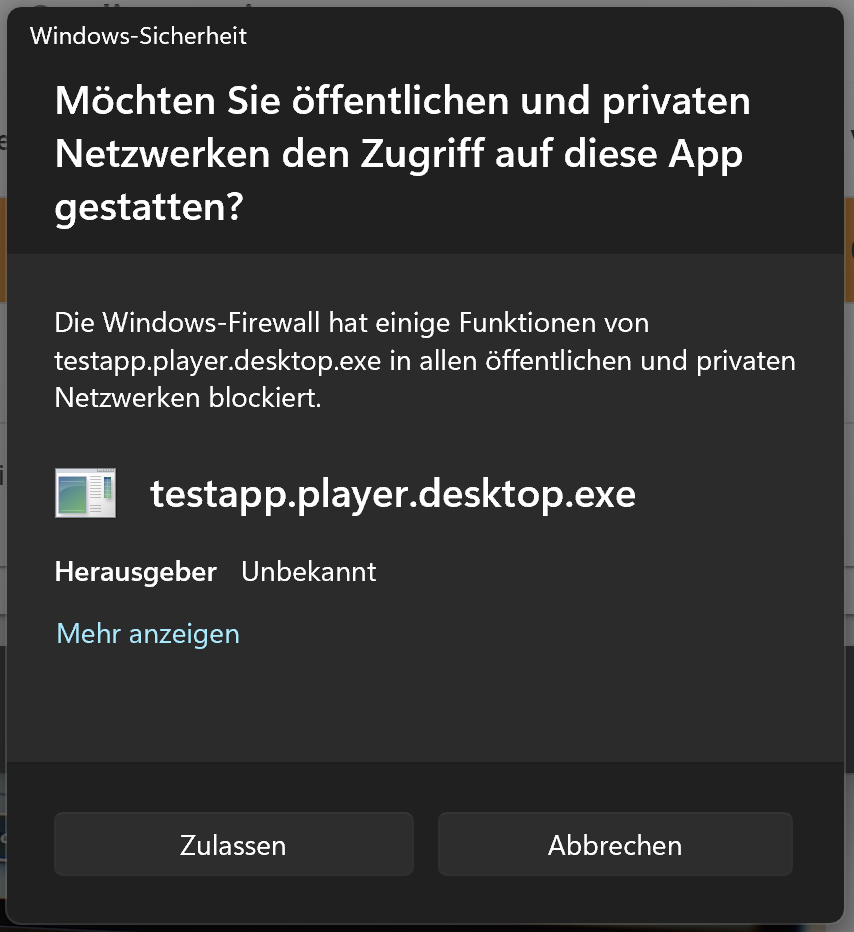 Windows-Sicherheit
Möchten Sie öffentlichen und privaten
Netzwerken den Zugriff auf diese App
gestatten?
Die Windows-Firewall hat einige Funktionen von
testapp.player.desktop.exe in allen öffentlichen und privaten
Netzwerken blockiert.
testapp.player.desktop.exe
Herausgeber Unbekannt
Mehr anzeigen
Zulassen
Abbrechen